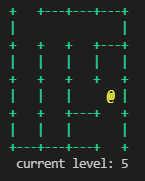 +   +---+---+---+
|               |
+   +   +   +---+
|   |   |       |
+   +   +   +   +
|   |   |     @ |
+   +   +---+   +
|   |           |
+---+---+---+   +
current level: 5